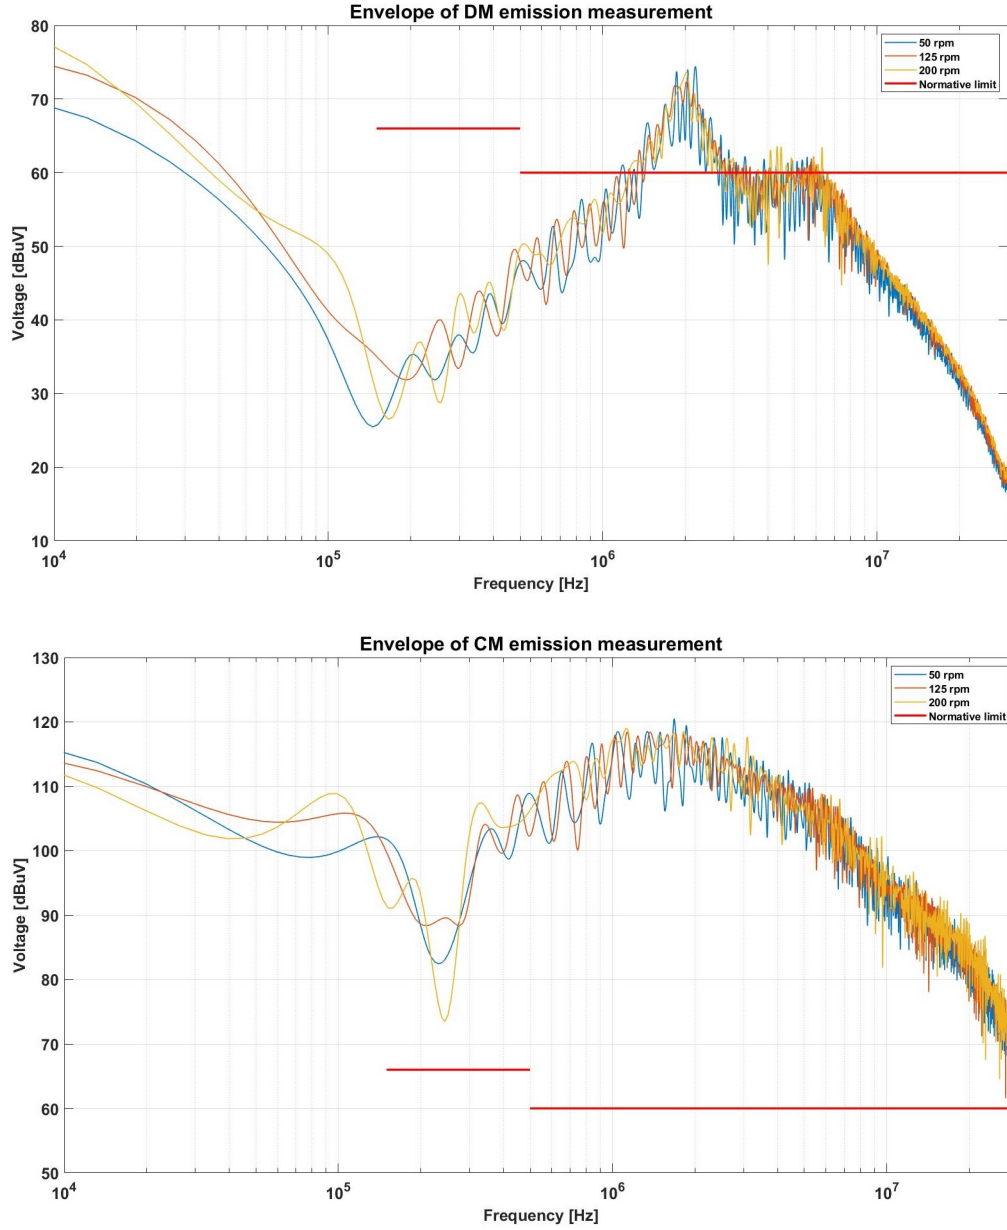 Envelope of DM emission measurement
80
70
60
50
40
30
20
10
Voltage [dBuV]
50 rpm
125 rpm
200 rpm
Normative limit
10^4
10^5
10^6
10^7
Frequency [Hz]
Envelope of CM emission measurement
130
120
110
100
90
80
70
60
50
Voltage [dBuV]
50 rpm
125 rpm
200 rpm
Normative limit
10^4
10^5
10^6
10^7
Frequency [Hz]